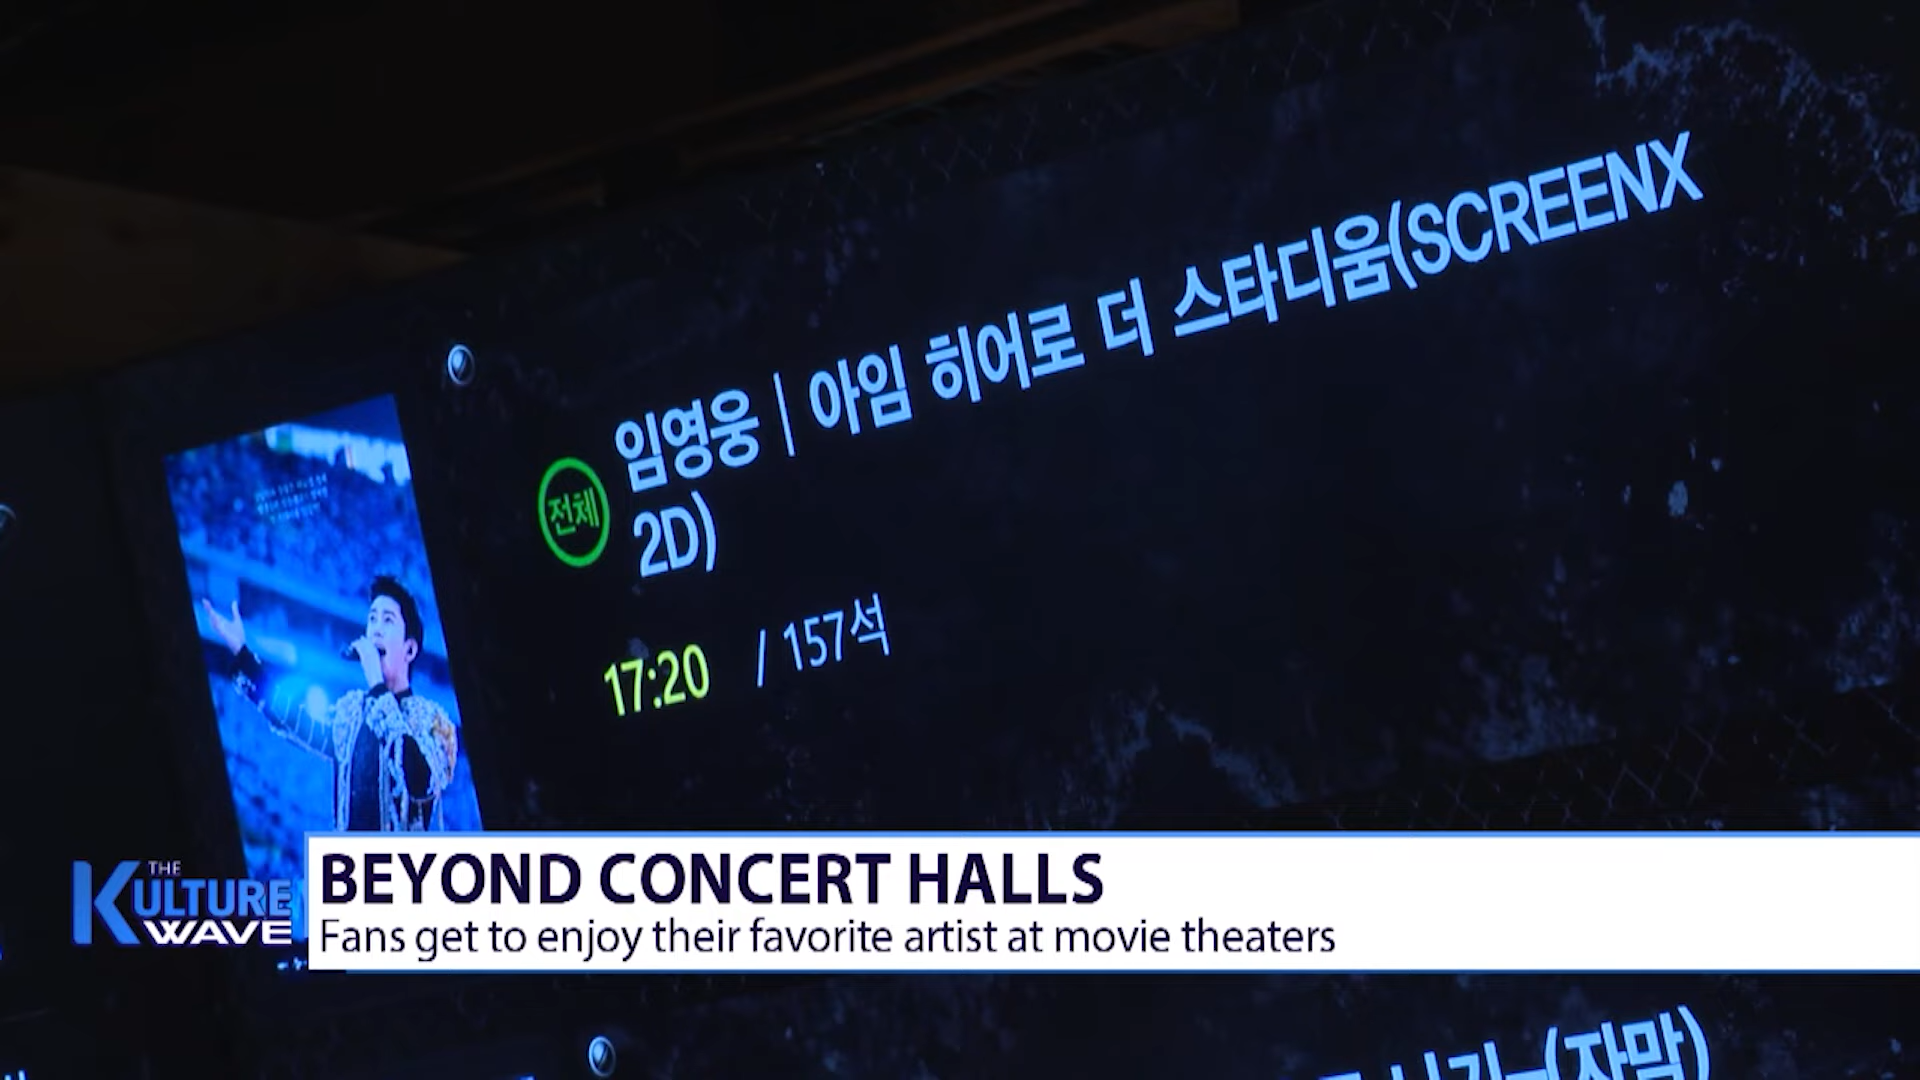 임영웅 | 아임 히어로 더 스타디움(SCREENX
전체
2D)
17:20 / 157석
THE
KULTURE
WAVE
BEYOND CONCERT HALLS
Fans get to enjoy their favorite artist at movie theaters
(자막)